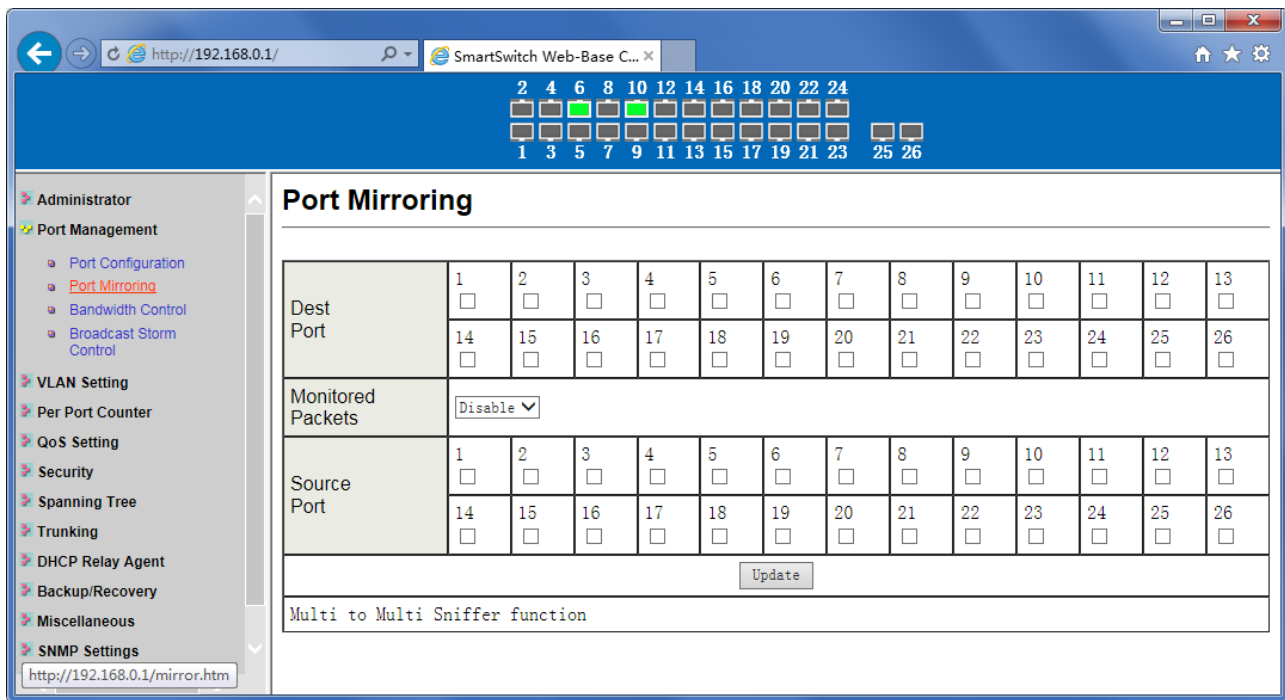 http://192.168.0.1/
SmartSwitch Web-Base C...
2 4 6 8 10 12 14 16 18 20 22 24
1 3 5 7 9 11 13 15 17 19 21 23 25 26
Administrator
Port Management
Port Configuration
Port Mirroring
Bandwidth Control
Broadcast Storm
Control
VLAN Setting
Per Port Counter
QoS Setting
Security
Spanning Tree
Trunking
DHCP Relay Agent
Backup/Recovery
Miscellaneous
SNMP Settings
http://192.168.0.1/mirror.htm
Port Mirroring
Dest
Port
1 2 3 4 5 6 7 8 9 10 11 12 13
14 15 16 17 18 19 20 21 22 23 24 25 26
Monitored
Packets
Disable
Source
Port
1 2 3 4 5 6 7 8 9 10 11 12 13
14 15 16 17 18 19 20 21 22 23 24 25 26
Update
Multi to Multi Sniffer function